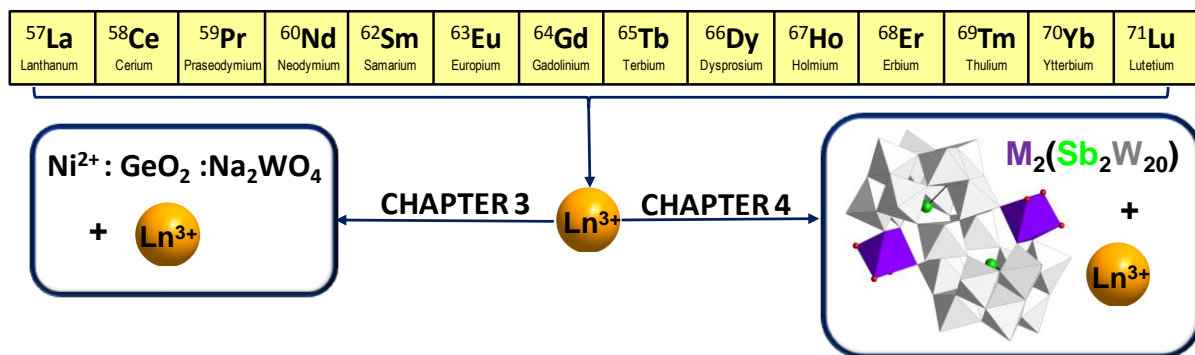 ⁵⁷La ⁵⁸Ce ⁵⁹Pr ⁶⁰Nd ⁶²Sm ⁶³Eu ⁶⁴Gd ⁶⁵Tb ⁶⁶Dy ⁶⁷Ho ⁶⁸Er ⁶⁹Tm ⁷⁰Yb ⁷¹Lu
Lanthanum Cerium Praseodymium Neodymium Samarium Europium Gadolinium Terbium Dysprosium Holmium Erbium Thulium Ytterbium Lutetium
Ni²⁺ : GeO₂ :Na₂WO₄
+ Ln³⁺
CHAPTER 3 Ln³⁺ CHAPTER 4
M₂(Sb₂W₂₀)
+
Ln³⁺